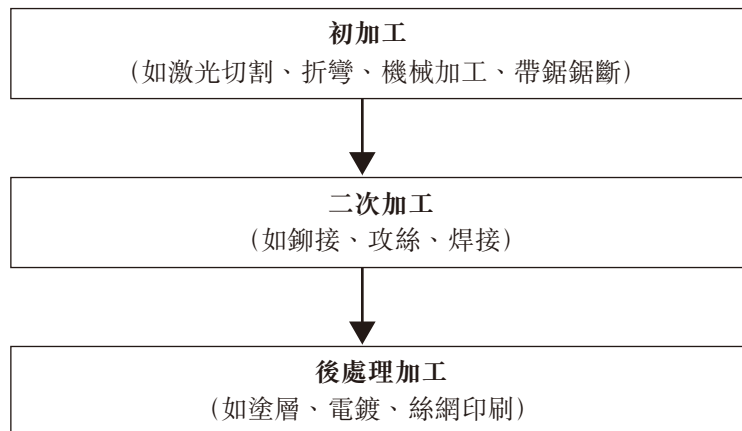 初加工
（如激光切割、折彎、機械加工、帶鋸鋸斷）
二次加工
（如鉚接、攻絲、焊接）
後處理加工
（如塗層、電鍍、絲網印刷）